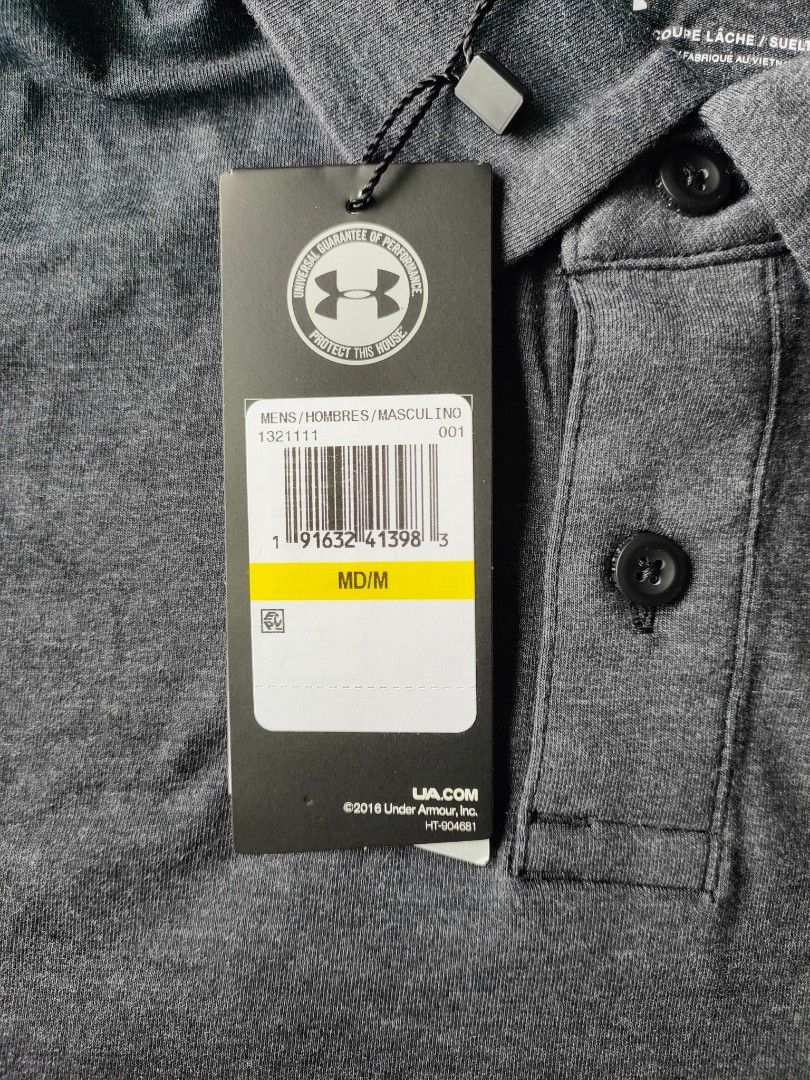 COUPE LÂCHE / SUELT
FABRIQUE AU VIETN
UNIVERSAL GUARANTEE OF PERFORMANCE
PROTECT THIS HOUSE
MENS/HOMBRES/MASCULINO
1321111 001
1 91632 41398 3
MD/M
UA.COM
©2016 Under Armour, Inc.
HT-904681